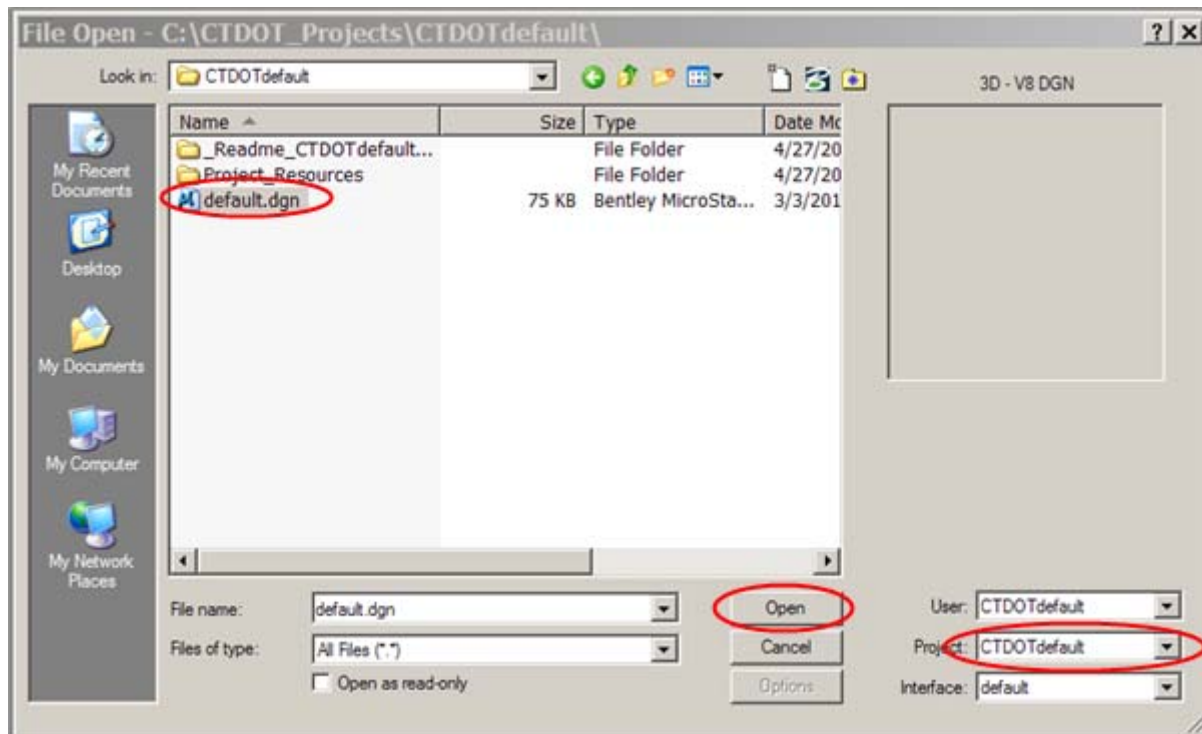 File Open - C:\CTDOT_Projects\CTDOTdefault\
Look in: CTDOTdefault
3D - V8 DGN
Name Size Type Date Mo
_Readme_CTDOTdefault... File Folder 4/27/20
Project_Resources File Folder 4/27/20
default.dgn 75 KB Bentley MicroSta... 3/3/201
My Recent
Documents
Desktop
My Documents
My Computer
My Network
Places
File name: default.dgn Open
Files of type: All Files (*.*) Cancel
Open as read-only Options
User: CTDOTdefault
Project: CTDOTdefault
Interface: default